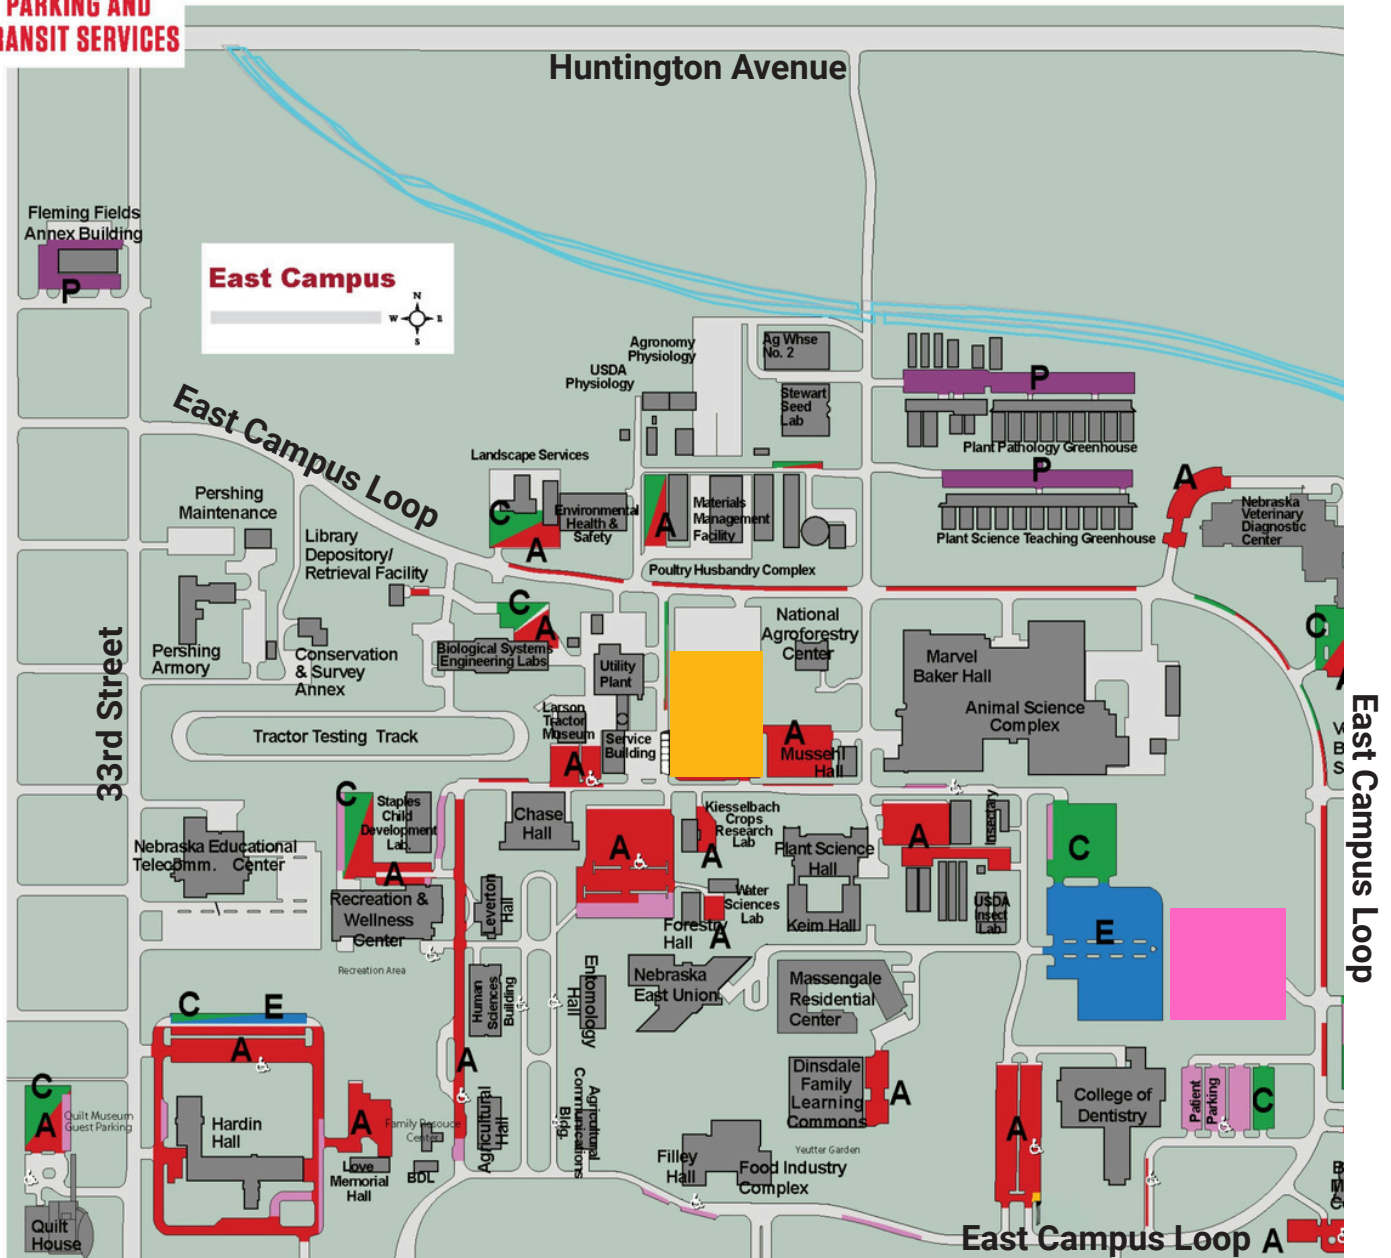 PARKING AND
RANSIT SERVICES
Huntington Avenue
Fleming Fields
Annex Building
P
East Campus
N
W
E
S
Agronomy
Physiology
Ag Whse
No. 2
USDA
Physiology
P
Stewart
Seed
Lab
East Campus Loop
Plant Pathology Greenhouse
Landscape Services
P
A
Pershing
Maintenance
C
Environmental
Health &
Safety
A
A
Materials
Management
Facility
Nebraska
Veterinary
Diagnostic
Center
Plant Science Teaching Greenhouse
Library
Depository/
Retrieval Facility
Poultry Husbandry Complex
C
A
National
Agroforestry
Center
C
33rd Street
Pershing
Armory
Conservation
& Survey
Annex
Biological Systems
Engineering Labs
Utility
Plant
Marvel
Baker Hall
Animal Science
Complex
Larson
Tractor
Museum
Tractor Testing Track
Service
Building
A
Mussehl
Hall
A
East Campus Loop
C
Staples
Child
Development
Lab.
A
Chase
Hall
A
Kiesselbach
Crops
Research
Lab
A
Plant Science
Hall
A
Insectary
C
Nebraska Educational
Telecomm. Center
Recreation &
Wellness
Center
Recreation Area
Leverton
Hall
Water
Sciences
Lab
Forestry
Hall
A
Keim Hall
USDA
Insect
Lab
E
Human
Sciences
Building
Entomology
Hall
Nebraska
East Union
Massengale
Residential
Center
C
E
A
A
Dinsdale
Family
Learning
Commons
A
C
A
Quilt Museum
Guest Parking
Hardin
Hall
A
Family Resouce
Center
Love
Memorial
Hall
BDL
Agricultural
Hall
Agricultural
Communications
Bldg.
Yeutter Garden
Filley
Hall
Food Industry
Complex
A
College of
Dentistry
Patient
Parking
C
Quilt
House
East Campus Loop
A